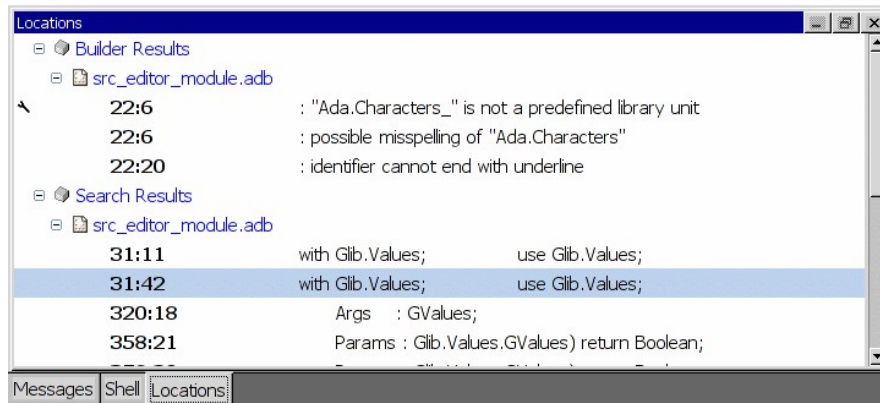 Locations
Builder Results
src_editor_module.adb
22:6 : "Ada.Characters_" is not a predefined library unit
22:6 : possible misspelling of "Ada.Characters"
22:20 : identifier cannot end with underline
Search Results
src_editor_module.adb
31:11 with Glib.Values; use Glib.Values;
31:42 with Glib.Values; use Glib.Values;
320:18 Args : GValues;
358:21 Params : Glib.Values.GValues) return Boolean;
Messages Shell Locations